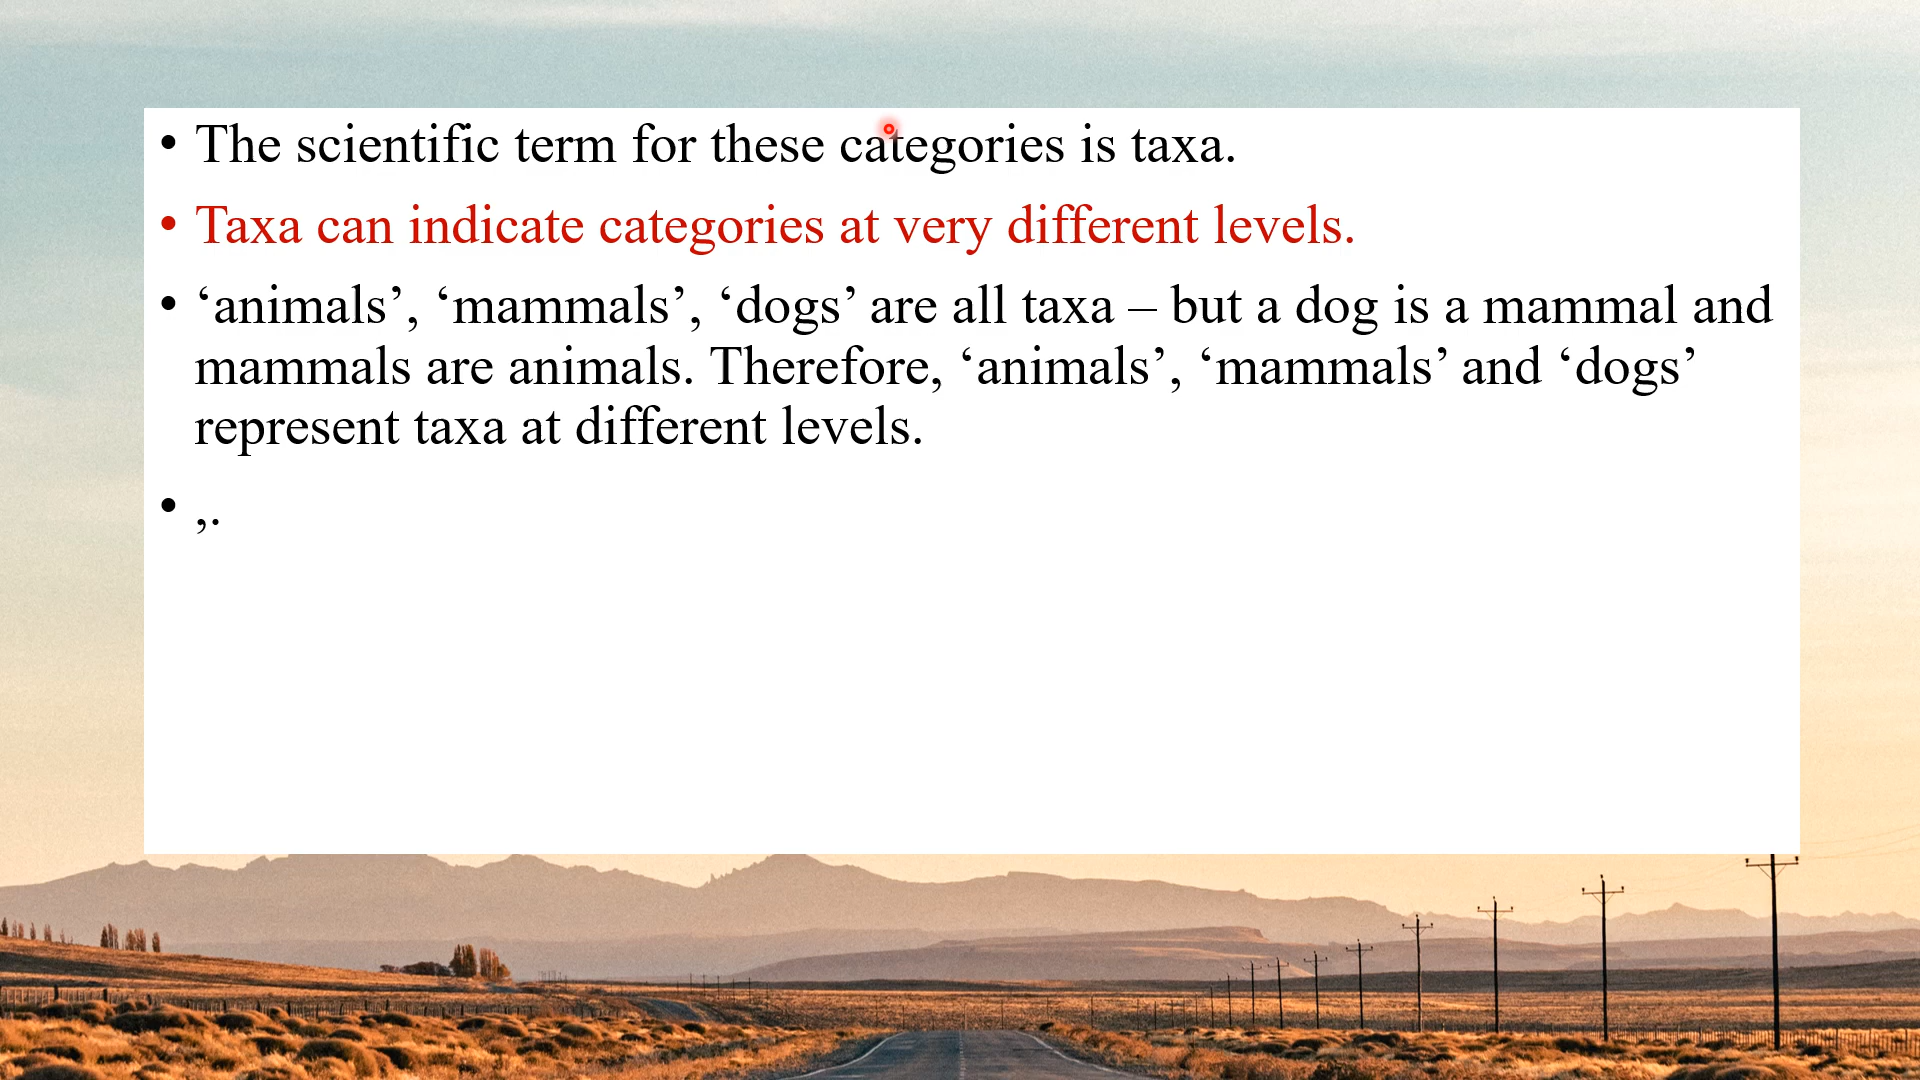 • The scientific term for these categories is taxa.
• Taxa can indicate categories at very different levels.
• ‘animals’, ‘mammals’, ‘dogs’ are all taxa – but a dog is a mammal and
mammals are animals. Therefore, ‘animals’, ‘mammals’ and ‘dogs’
represent taxa at different levels.
• ,.